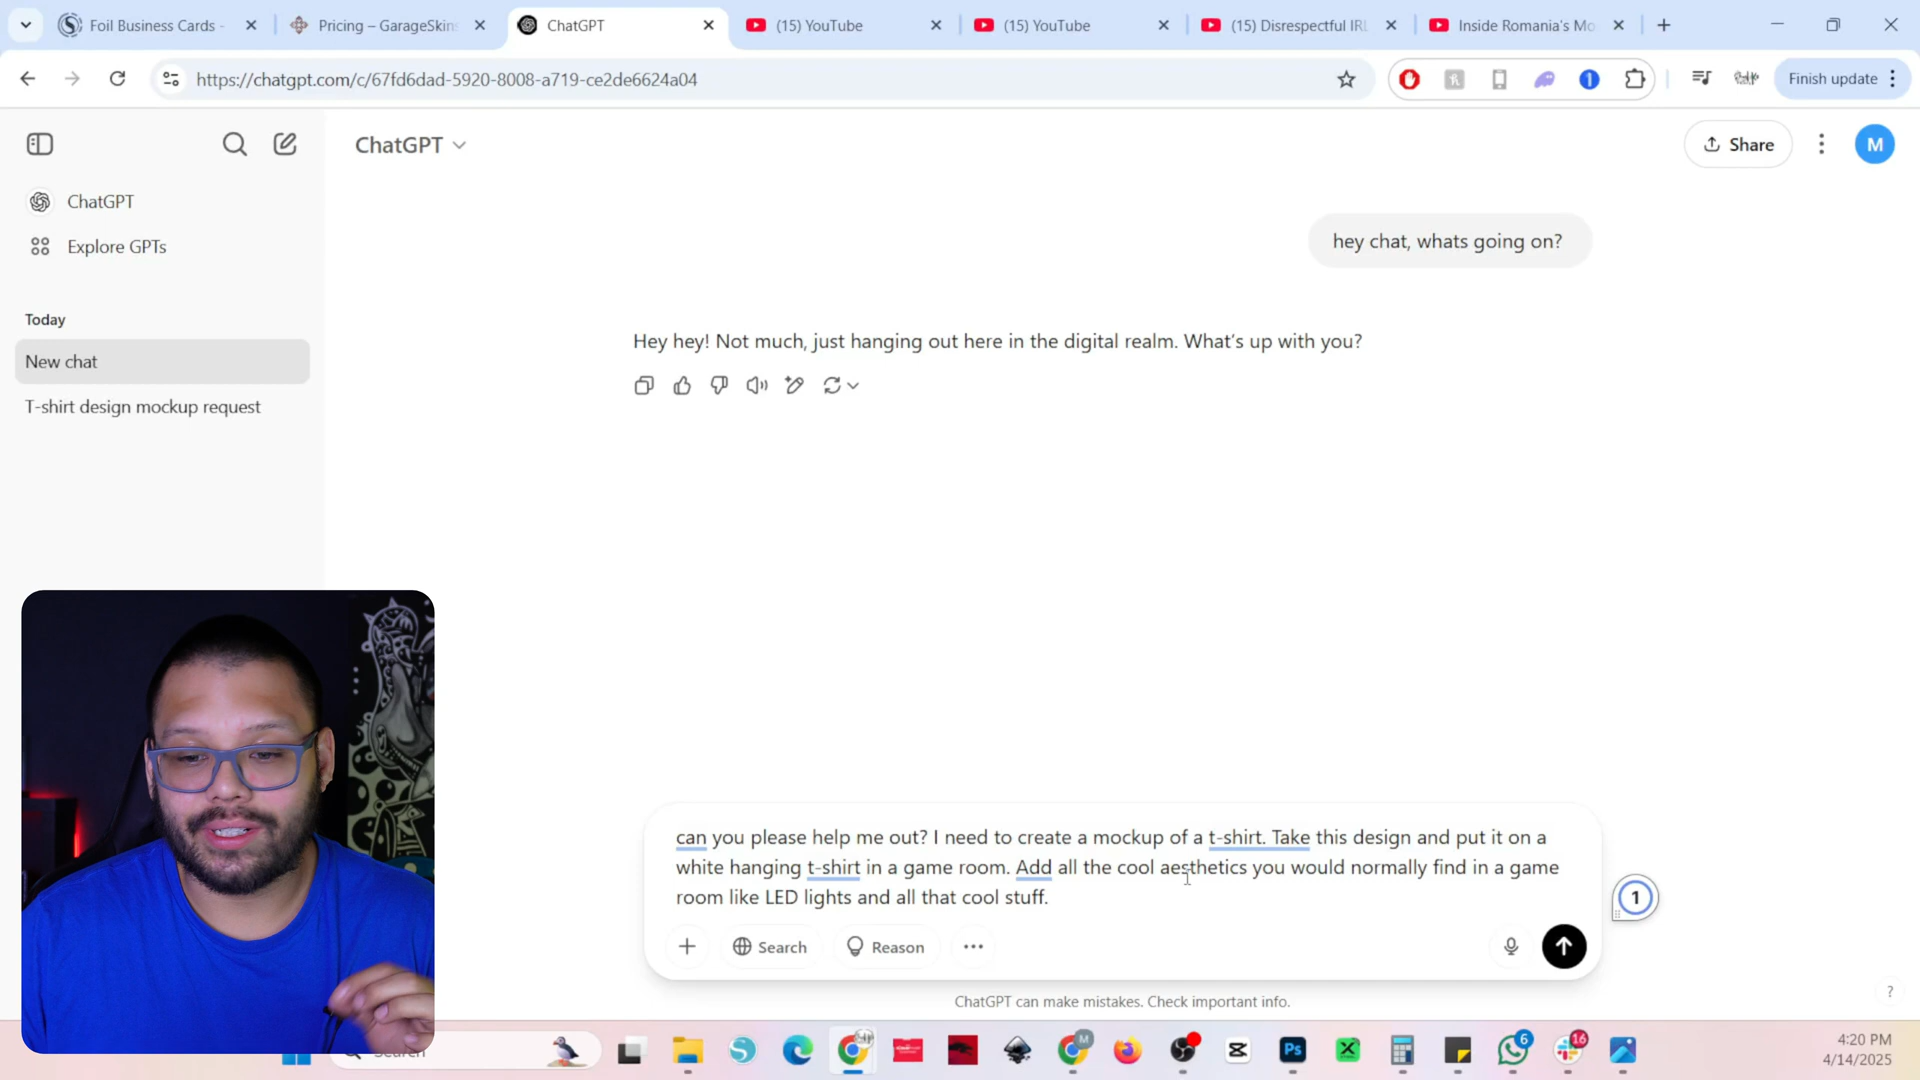 Foil Business Cards -
Pricing – GarageSkins
ChatGPT
(15) YouTube
(15) YouTube
(15) Disrespectful IRL
Inside Romania's Mo
https://chatgpt.com/c/67fd6dad-5920-8008-a719-ce2de6624a04
1
Finish update
ChatGPT
Share
M
ChatGPT
Explore GPTs
hey chat, whats going on?
Today
New chat
T-shirt design mockup request
Hey hey! Not much, just hanging out here in the digital realm. What's up with you?
can you please help me out? I need to create a mockup of a t-shirt. Take this design and put it on a
white hanging t-shirt in a game room. Add all the cool aesthetics you would normally find in a game
room like LED lights and all that cool stuff.
1
Search
Reason
ChatGPT can make mistakes. Check important info.
?
Search
M
Ps
6
16
4:20 PM
4/14/2025